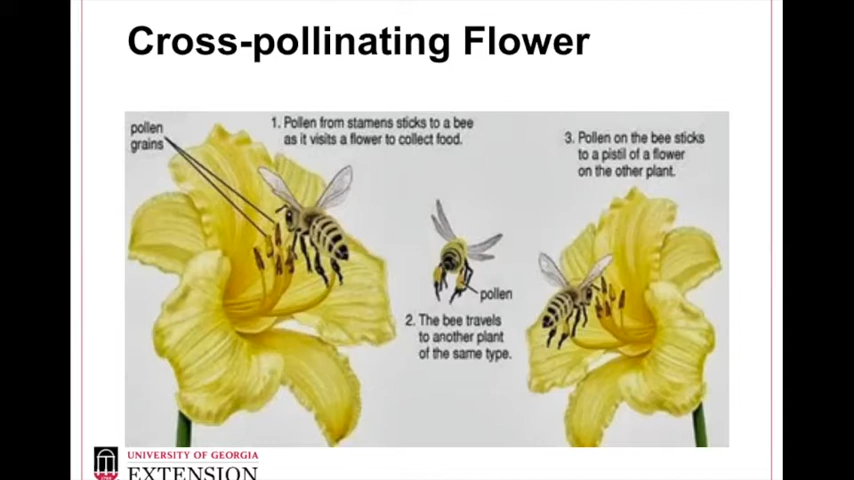 Cross-pollinating Flower
pollen
grains
1. Pollen from stamens sticks to a bee
as it visits a flower to collect food.
3. Pollen on the bee sticks
to a pistil of a flower
on the other plant.
pollen
2. The bee travels
to another plant
of the same type.
UNIVERSITY OF GEORGIA
EXTENSION